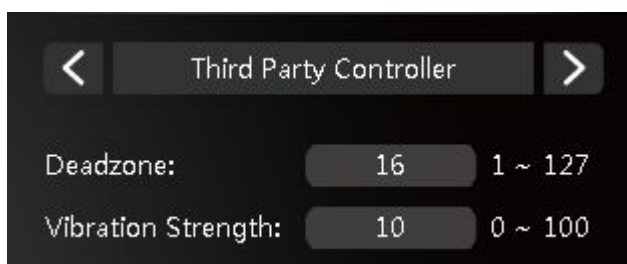 Third Party Controller
Deadzone: 16 1 ~ 127
Vibration Strength: 10 0 ~ 100